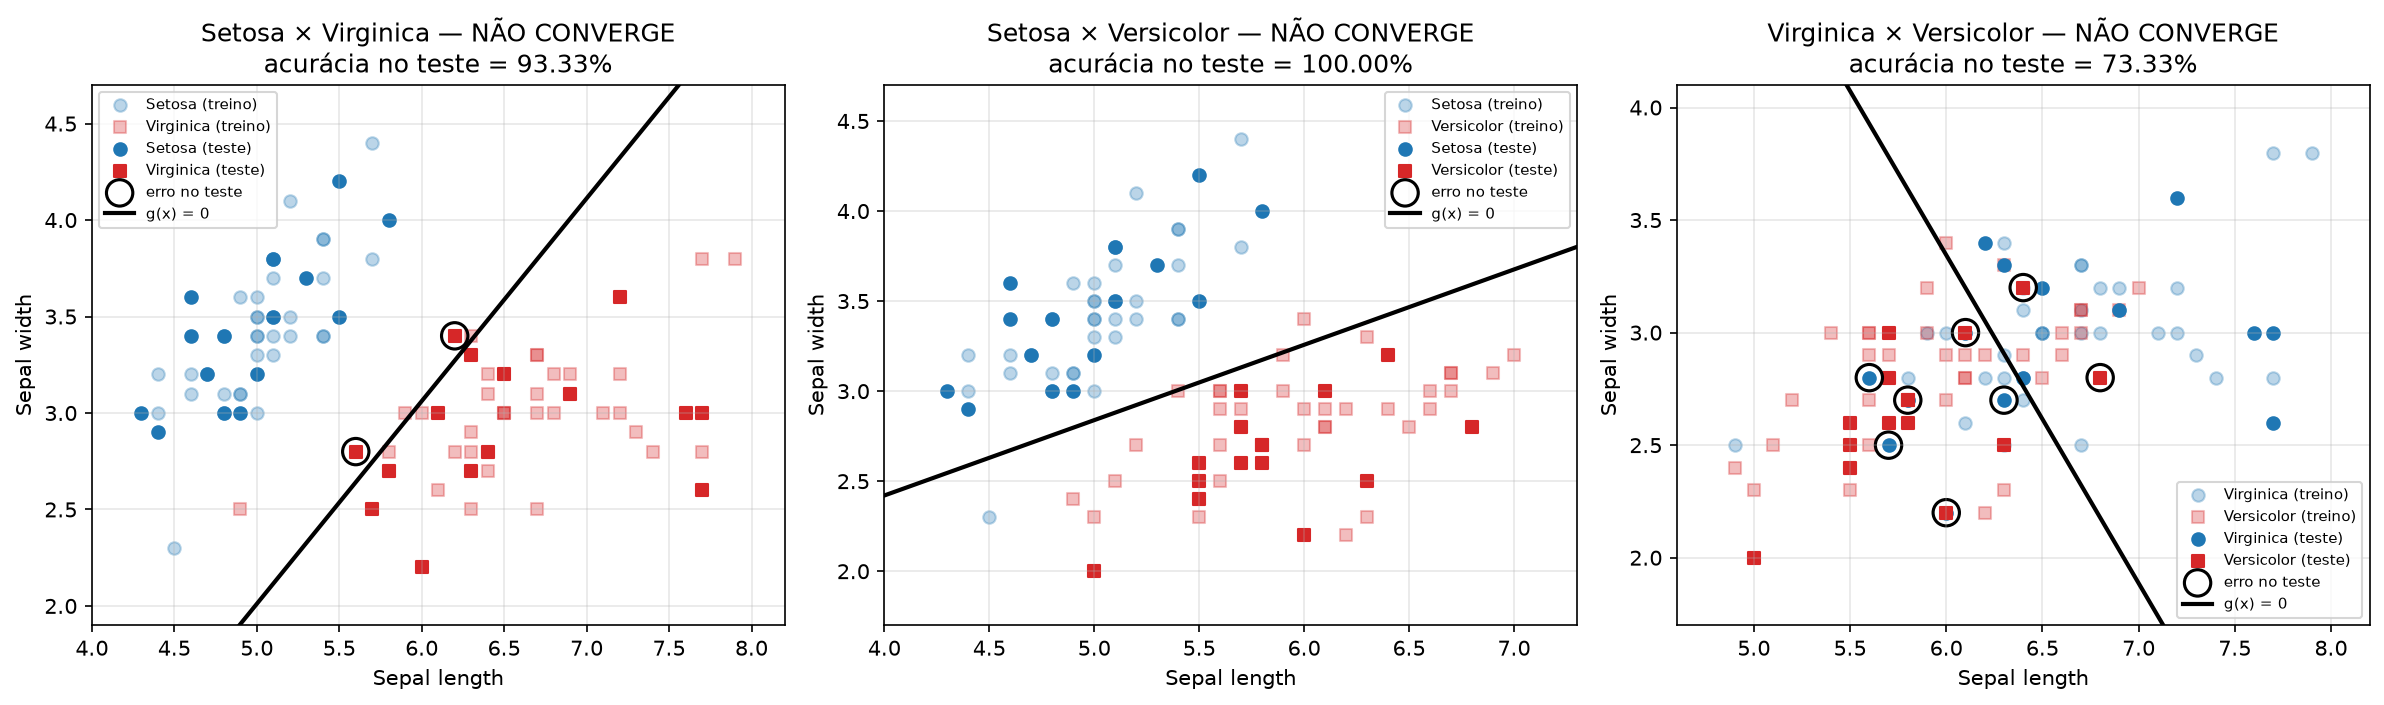 Setosa × Virginica — NÃO CONVERGE
acurácia no teste = 93.33%
Setosa (treino)
Virginica (treino)
Setosa (teste)
Virginica (teste)
erro no teste
g(x) = 0
4.5
4.0
3.5
3.0
2.5
2.0
Sepal width
4.0 4.5 5.0 5.5 6.0 6.5 7.0 7.5 8.0
Sepal length
Setosa × Versicolor — NÃO CONVERGE
acurácia no teste = 100.00%
Setosa (treino)
Versicolor (treino)
Setosa (teste)
Versicolor (teste)
erro no teste
g(x) = 0
4.5
4.0
3.5
3.0
2.5
2.0
Sepal width
4.0 4.5 5.0 5.5 6.0 6.5 7.0
Sepal length
Virginica × Versicolor — NÃO CONVERGE
acurácia no teste = 73.33%
4.0
3.5
3.0
2.5
2.0
Sepal width
Virginica (treino)
Versicolor (treino)
Virginica (teste)
Versicolor (teste)
erro no teste
g(x) = 0
5.0 5.5 6.0 6.5 7.0 7.5 8.0
Sepal length